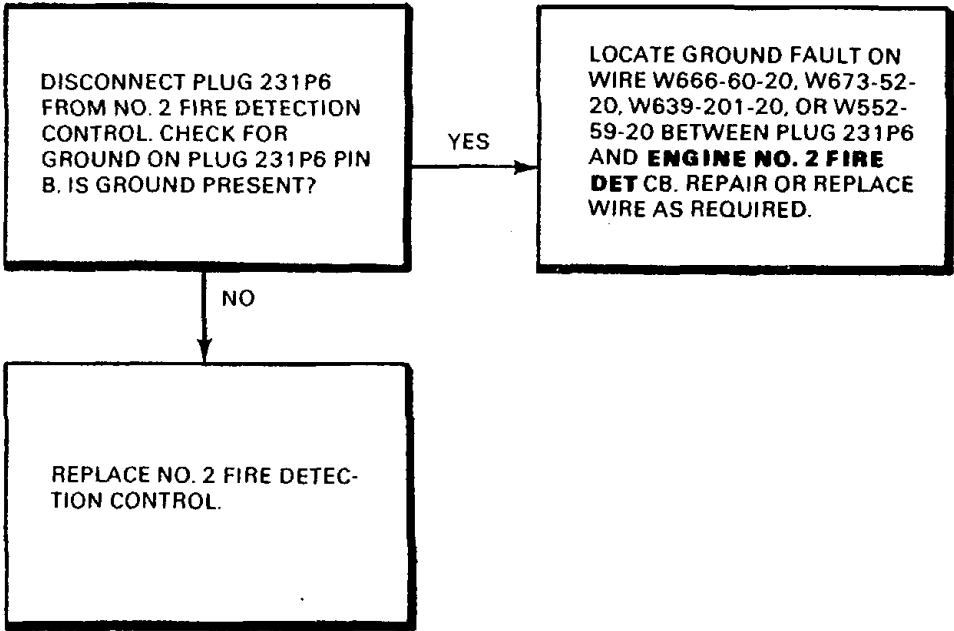 DISCONNECT PLUG 231P6
FROM NO. 2 FIRE DETECTION
CONTROL. CHECK FOR
GROUND ON PLUG 231P6 PIN
B. IS GROUND PRESENT?
YES
LOCATE GROUND FAULT ON
WIRE W666-60-20, W673-52-
20, W639-201-20, OR W552-
59-20 BETWEEN PLUG 231P6
AND ENGINE NO. 2 FIRE
DET CB. REPAIR OR REPLACE
WIRE AS REQUIRED.
NO
REPLACE NO. 2 FIRE DETEC-
TION CONTROL.